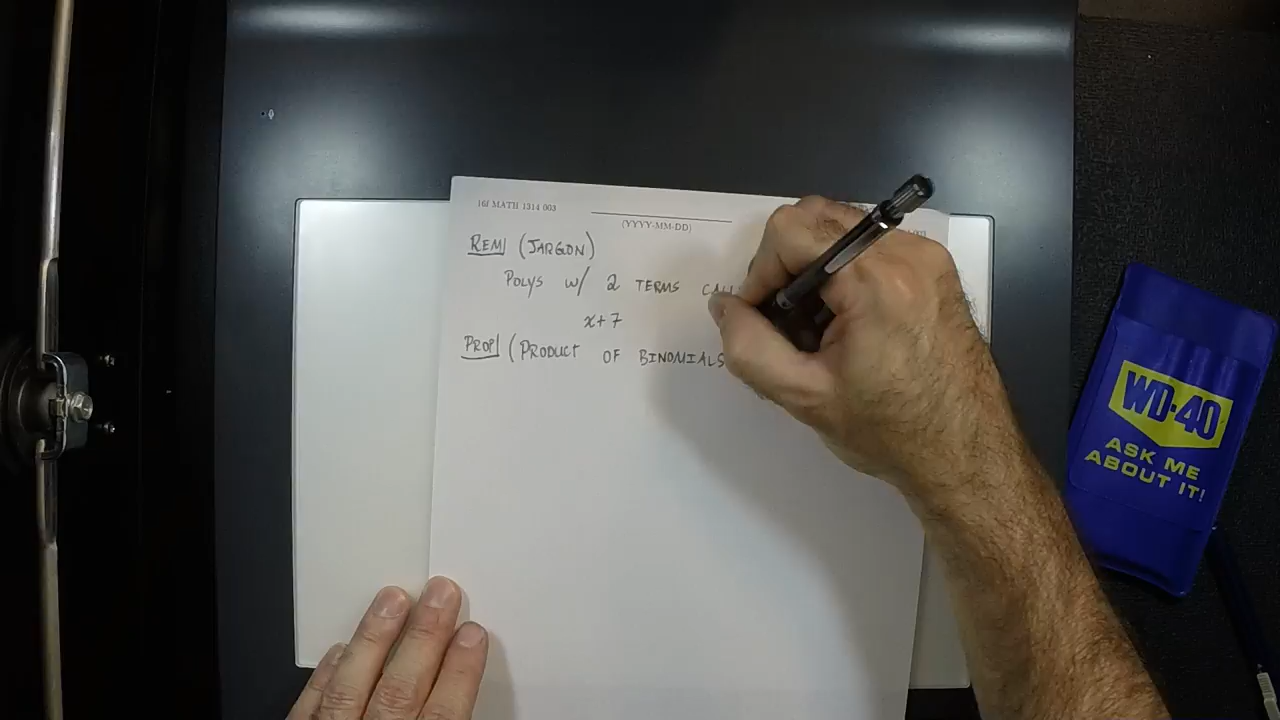 16f MATH 1314 003
(YYYY-MM-DD)
REM (JARGON)
POLYS W/ 2 TERMS
x+7
PROP (PRODUCT OF BINOMIALS
WD-40
ASK ME
ABOUT IT!